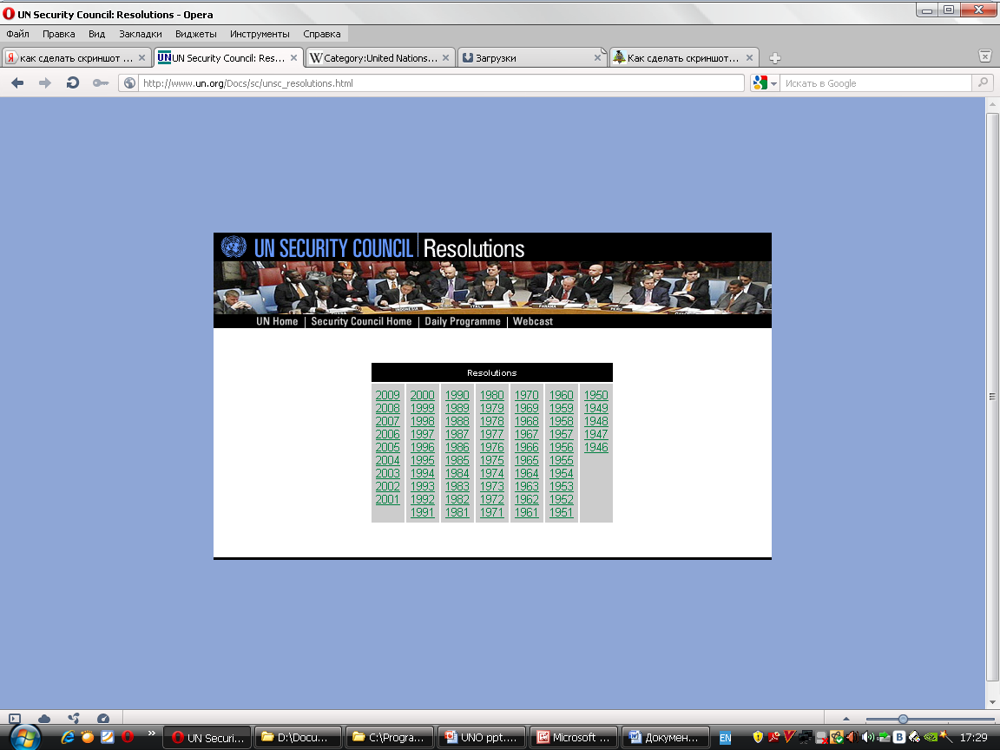 UN Security Council: Resolutions - Opera
Файл Правка Вид Закладки Виджеты Инструменты Справка
как сделать скриншот ... UN Security Council: Res... Category:United Nations... Загрузки Как сделать скриншот...
http://www.un.org/Docs/sc/unsc_resolutions.html Искать в Google
UN SECURITY COUNCIL Resolutions
INDONESIA ITALY PANAMA PERU
UN Home Security Council Home Daily Programme Webcast
Resolutions
2009 2000 1990 1980 1970 1960 1950
2008 1999 1989 1979 1969 1959 1949
2007 1998 1988 1978 1968 1958 1948
2006 1997 1987 1977 1967 1957 1947
2005 1996 1986 1976 1966 1956 1946
2004 1995 1985 1975 1965 1955
2003 1994 1984 1974 1964 1954
2002 1993 1983 1973 1963 1953
2001 1992 1982 1972 1962 1952
1991 1981 1971 1961 1951
UN Securi... D:\Docu... C:\Progra... UNO ppt.... Microsoft ... Докумен... EN 17:29